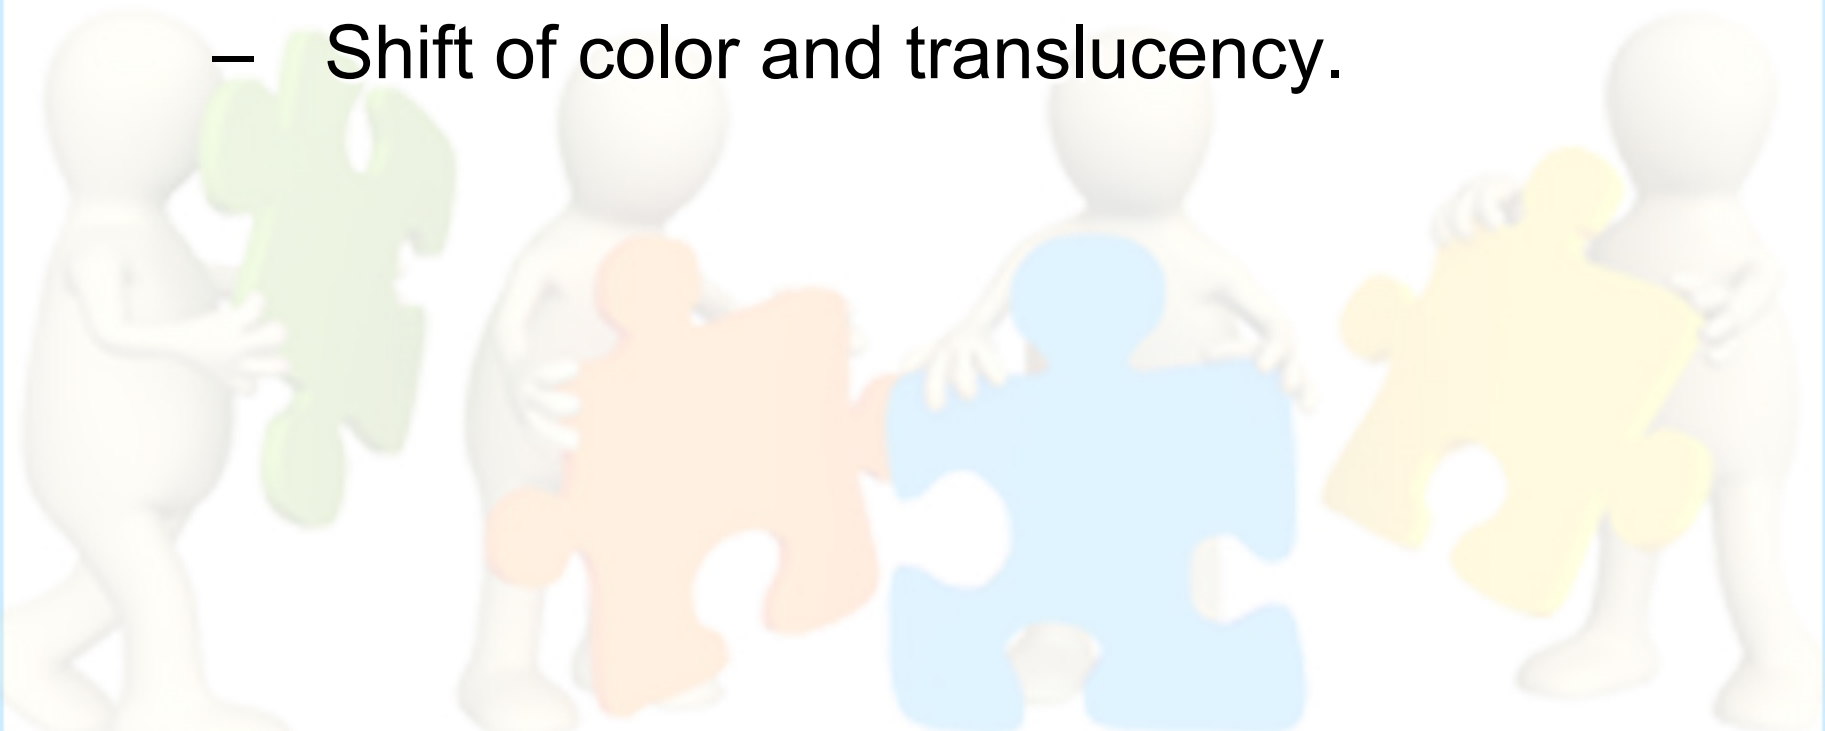 – Shift of color and translucency.